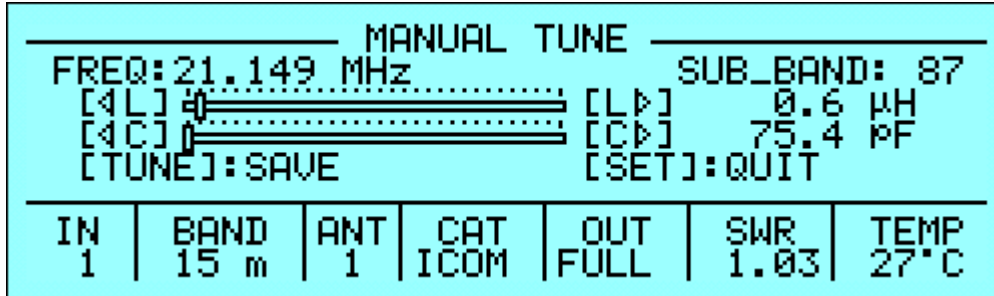 MANUAL TUNE
FREQ:21.149 MHz SUB_BAND: 87
[◁L] [L▷] 0.6 µH
[◁C] [C▷] 75.4 pF
[TUNE]:SAVE [SET]:QUIT
IN BAND ANT CAT OUT SWR TEMP
1 15 m 1 ICOM FULL 1.03 27°C